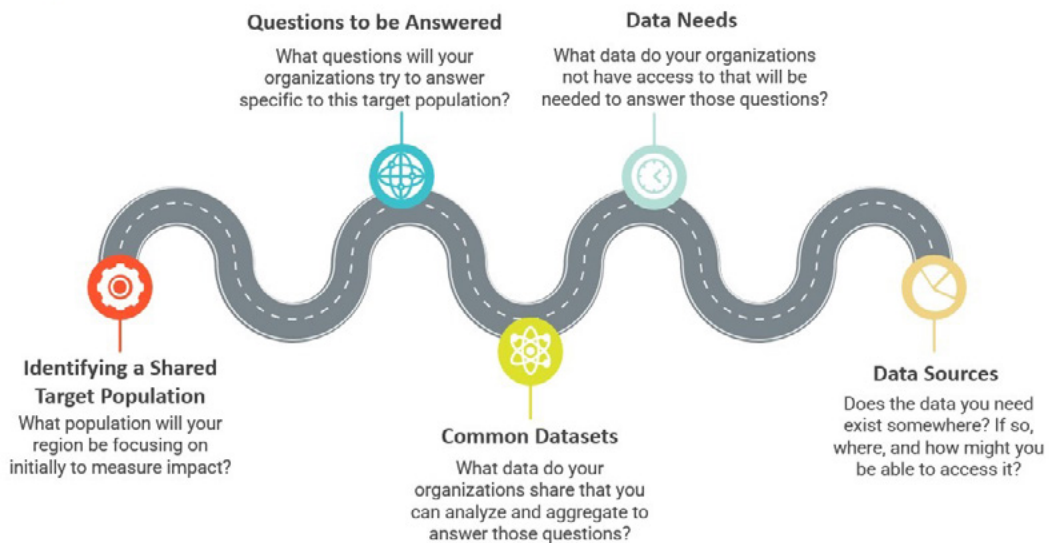 Identifying a Shared
Target Population
What population will your
region be focusing on
initially to measure impact?
Questions to be Answered
What questions will your
organizations try to answer
specific to this target population?
Common Datasets
What data do your
organizations share that you
can analyze and aggregate to
answer those questions?
Data Needs
What data do your organizations
not have access to that will be
needed to answer those questions?
Data Sources
Does the data you need
exist somewhere? If so,
where, and how might you
be able to access it?